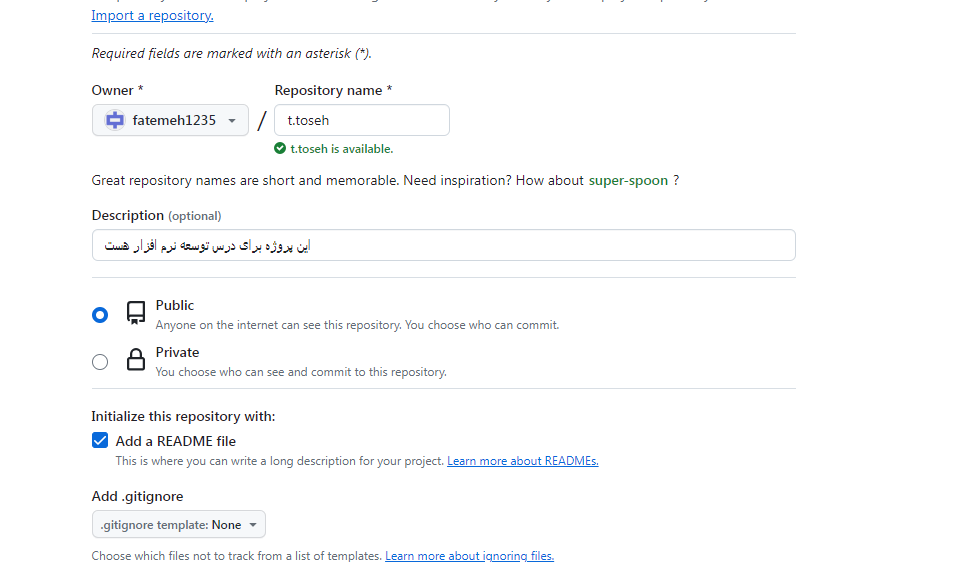 Import a repository.
Required fields are marked with an asterisk (*).
Owner *
Repository name *
fatemeh1235
/
t.toseh
t.toseh is available.
Great repository names are short and memorable. Need inspiration? How about super-spoon ?
Description (optional)
این پروژه برای درس توسعه نرم افزار هست
Public
Anyone on the internet can see this repository. You choose who can commit.
Private
You choose who can see and commit to this repository.
Initialize this repository with:
Add a README file
This is where you can write a long description for your project. Learn more about READMEs.
Add .gitignore
.gitignore template: None
Choose which files not to track from a list of templates. Learn more about ignoring files.